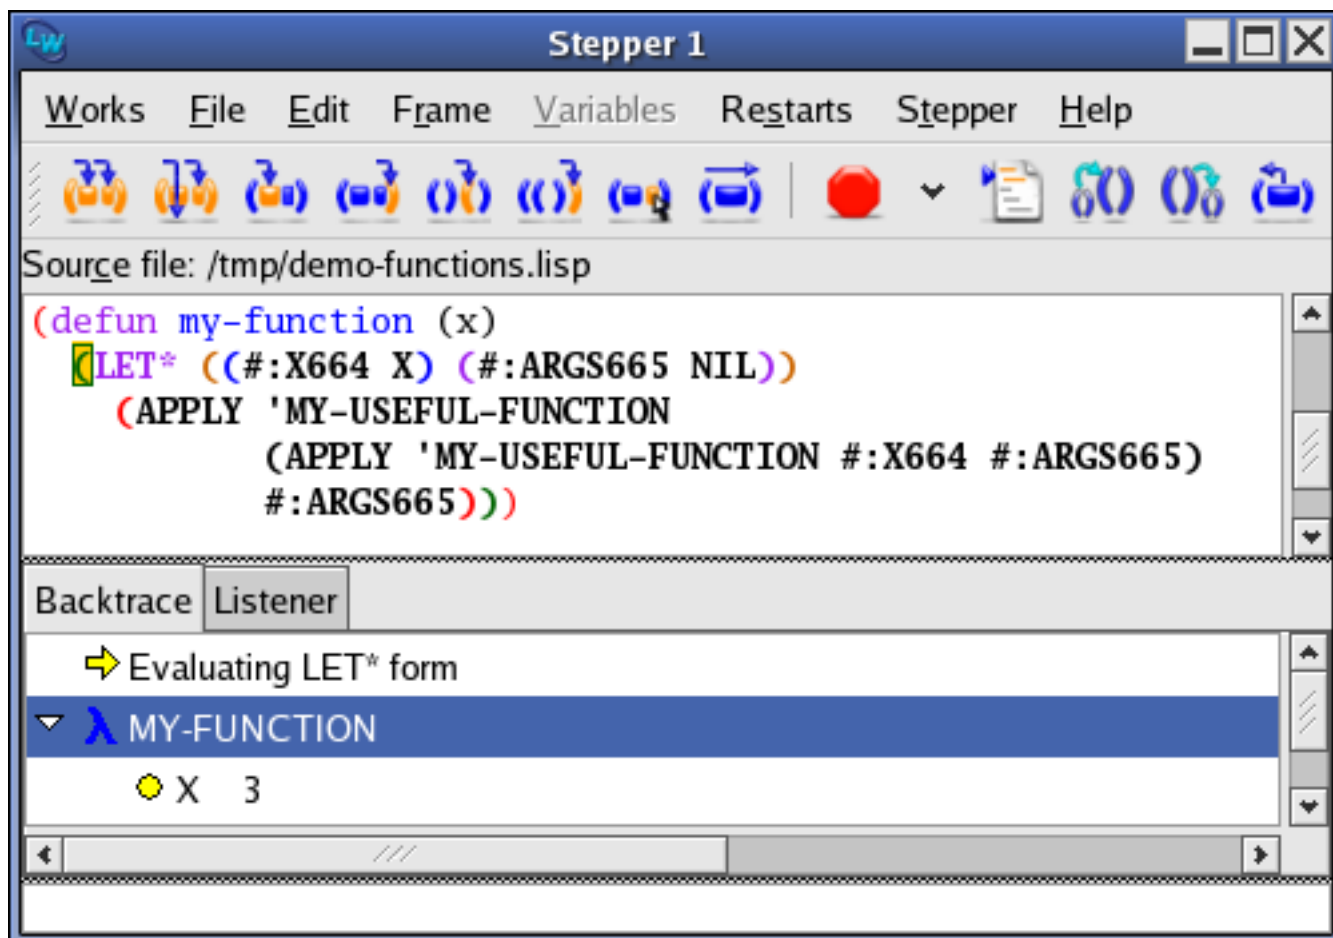 LW Stepper 1
Works File Edit Frame Variables Restarts Stepper Help
Source file: /tmp/demo-functions.lisp
(defun my-function (x)
(LET* ((#:X664 X) (#:ARGS665 NIL))
(APPLY 'MY-USEFUL-FUNCTION
(APPLY 'MY-USEFUL-FUNCTION #:X664 #:ARGS665)
#:ARGS665)))
Backtrace Listener
Evaluating LET* form
λ MY-FUNCTION
X 3